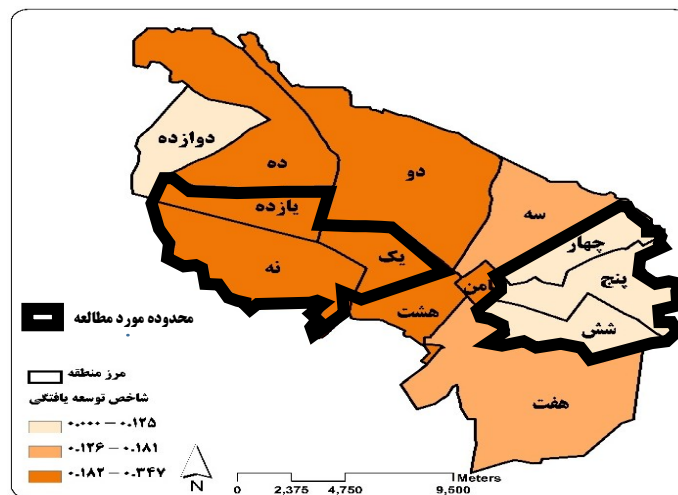 دوازده
ده
دو
سه
یازده
چهار
یک
نه
پنج
ثامن
هشت
شش
هفت
محدوده مورد مطالعه
مرز منطقه
شاخص توسعه یافتگی
۰.۰۰۰ – ۰.۱۲۵
۰.۱۲۶ – ۰.۱۸۱
۰.۱۸۲ – ۰.۳۴۷
N
Meters
0 2,375 4,750 9,500